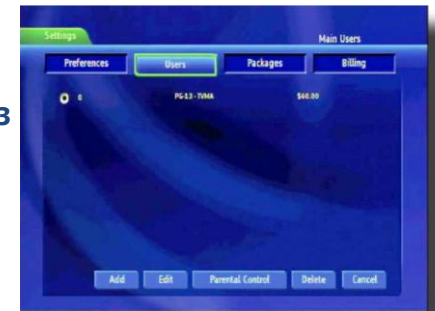 Settings
Main Users
Preferences Users Packages Billing
3
0 PG-13 - TVMA $60.00
Add Edit Parental Control Delete Cancel